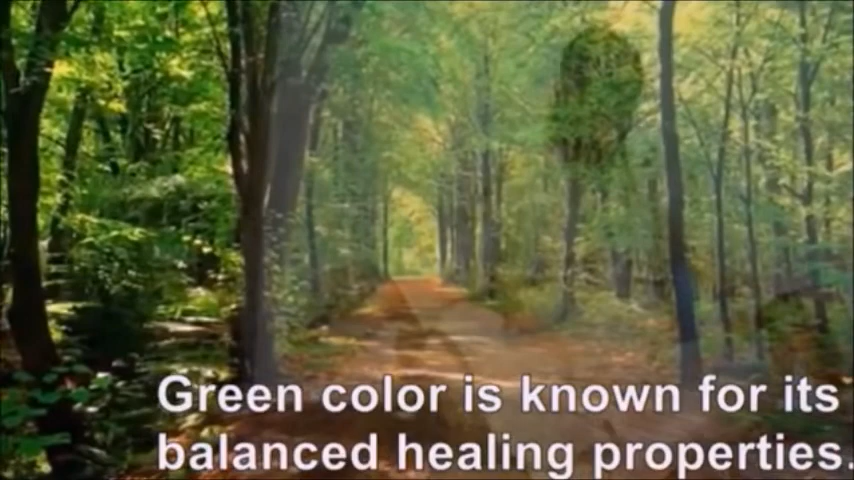 Green color is known for its
balanced healing properties.